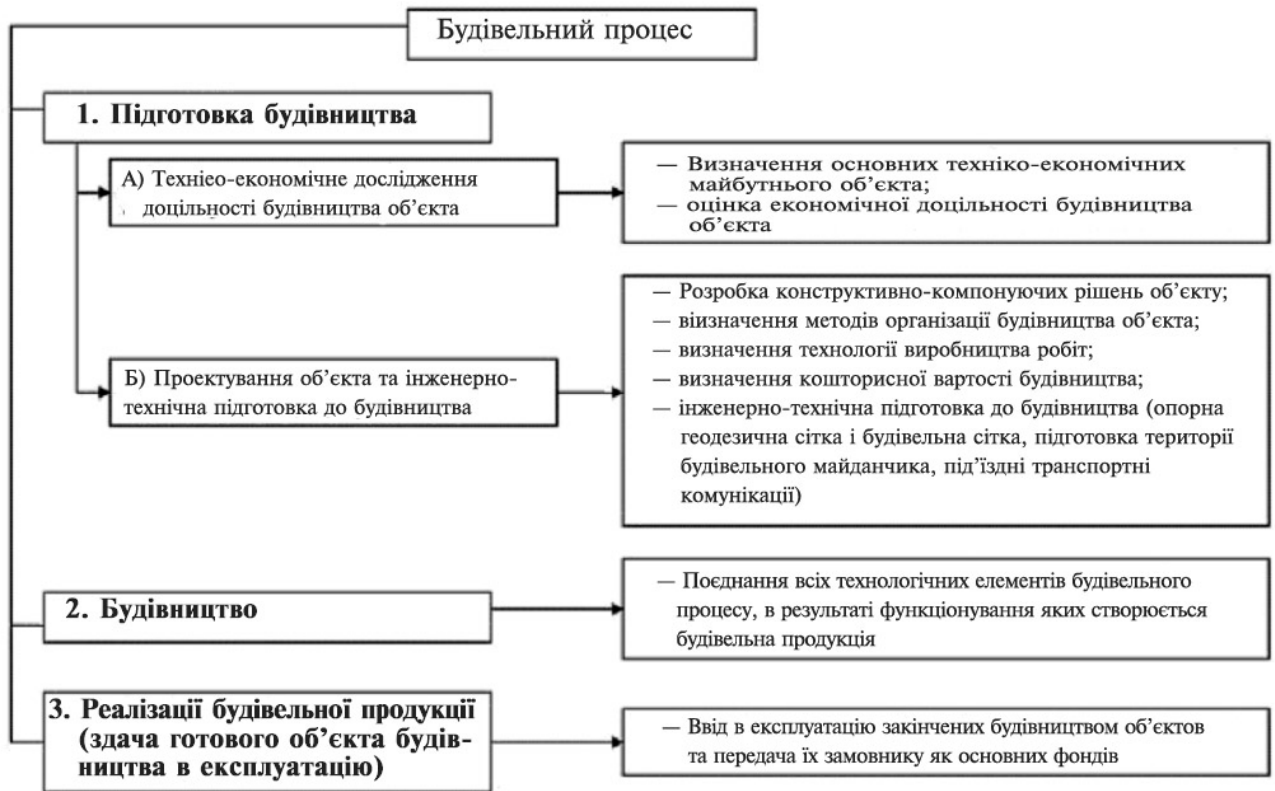 Будівельний процес
1. Підготовка будівництва
А) Техніео-економічне дослідження
доцільності будівництва об’єкта
— Визначення основних техніко-економічних
майбутнього об’єкта;
— оцінка економічної доцільності будівництва
об’єкта
Б) Проектування об’єкта та інженерно-
технічна підготовка до будівництва
— Розробка конструктивно-компонуючих рішень об’єкту;
— віизначення методів організації будівництва об’єкта;
— визначення технології виробництва робіт;
— визначення кошторисної вартості будівництва;
— інженерно-технічна підготовка до будівництва (опорна
геодезична сітка і будівельна сітка, підготовка території
будівельного майданчика, під’їздні транспортні
комунікації)
2. Будівництво
— Поєднання всіх технологічних елементів будівельного
процесу, в результаті функціонування яких створюється
будівельна продукція
3. Реалізації будівельної продукції
(здача готового об’єкта будів-
ництва в експлуатацію)
— Ввід в експлуатацію закінчених будівництвом об’єктов
та передача їх замовнику як основних фондів